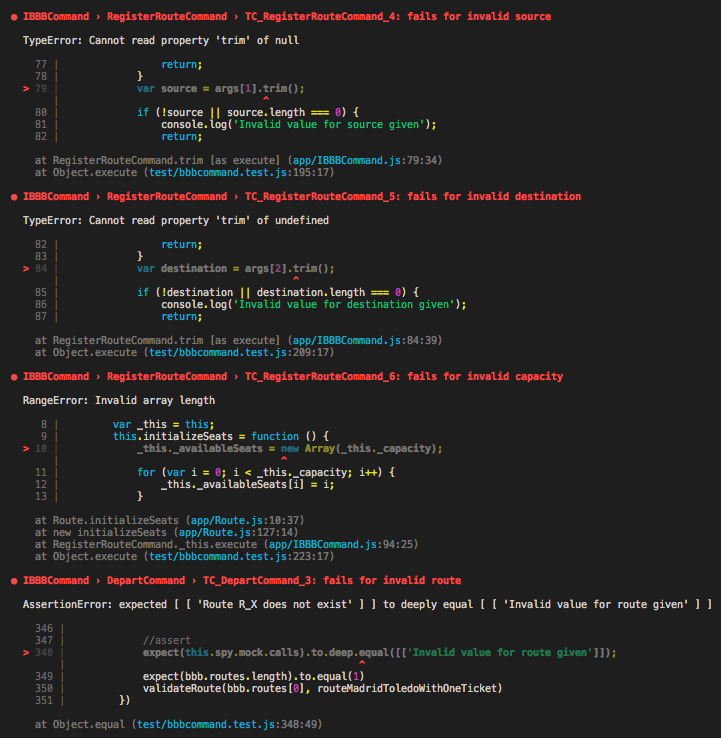 ● IBBBCommand › RegisterRouteCommand › TC_RegisterRouteCommand_4: fails for invalid source
TypeError: Cannot read property 'trim' of null
77 |                 return;
78 |             }
> 79 |             var source = args[1].trim();
|                                  ^
80 |             if (!source || source.length === 0) {
81 |                 console.log('Invalid value for source given');
82 |                 return;
at RegisterRouteCommand.trim [as execute] (app/IBBBCommand.js:79:34)
at Object.execute (test/bbbcommand.test.js:195:17)
● IBBBCommand › RegisterRouteCommand › TC_RegisterRouteCommand_5: fails for invalid destination
TypeError: Cannot read property 'trim' of undefined
82 |                 return;
83 |             }
> 84 |             var destination = args[2].trim();
|                                       ^
85 |             if (!destination || destination.length === 0) {
86 |                 console.log('Invalid value for destination given');
87 |                 return;
at RegisterRouteCommand.trim [as execute] (app/IBBBCommand.js:84:39)
at Object.execute (test/bbbcommand.test.js:209:17)
● IBBBCommand › RegisterRouteCommand › TC_RegisterRouteCommand_6: fails for invalid capacity
RangeError: Invalid array length
8 |         var _this = this;
9 |         this.initializeSeats = function () {
> 10 |             _this._availableSeats = new Array(_this._capacity);
|                                     ^
11 |             for (var i = 0; i < _this._capacity; i++) {
12 |                 _this._availableSeats[i] = i;
13 |             }
at Route.initializeSeats (app/Route.js:10:37)
at new initializeSeats (app/Route.js:127:14)
at RegisterRouteCommand._this.execute (app/IBBBCommand.js:94:25)
at Object.execute (test/bbbcommand.test.js:223:17)
● IBBBCommand › DepartCommand › TC_DepartCommand_3: fails for invalid route
AssertionError: expected [ [ 'Route R_X does not exist' ] ] to deeply equal [ [ 'Invalid value for route given' ] ]
346 |
347 |             //assert
> 348 |             expect(this.spy.mock.calls).to.deep.equal([['Invalid value for route given']]);
|                                                 ^
349 |             expect(bbb.routes.length).to.equal(1)
350 |             validateRoute(bbb.routes[0], routeMadridToledoWithOneTicket)
351 |         })
at Object.equal (test/bbbcommand.test.js:348:49)